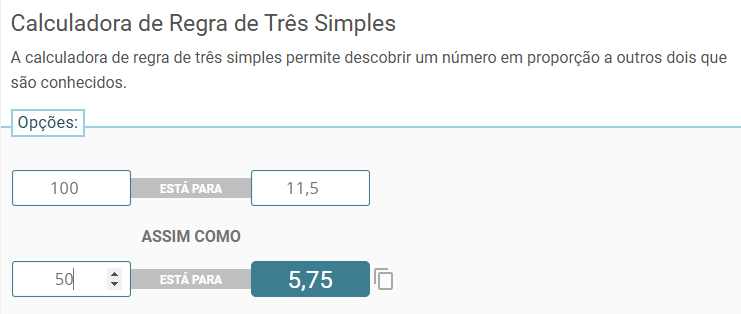 Calculadora de Regra de Três Simples
A calculadora de regra de três simples permite descobrir um número em proporção a outros dois que
são conhecidos.
Opções:
100 ESTÁ PARA 11,5
ASSIM COMO
50 ESTÁ PARA 5,75